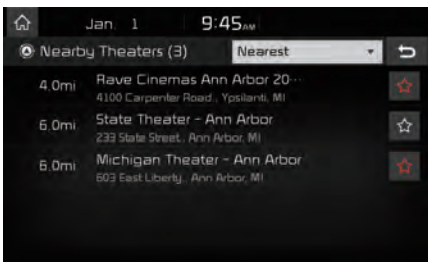 Jan. 1 9:45 AM
Nearby Theaters (3) Nearest
4.0mi Rave Cinemas Ann Arbor 20···
4100 Carpenter Road., Ypsilanti, MI
6.0mi State Theater - Ann Arbor
233 State Street., Ann Arbor, MI
6.0mi Michigan Theater - Ann Arbor
603 East Liberty., Ann Arbor, MI